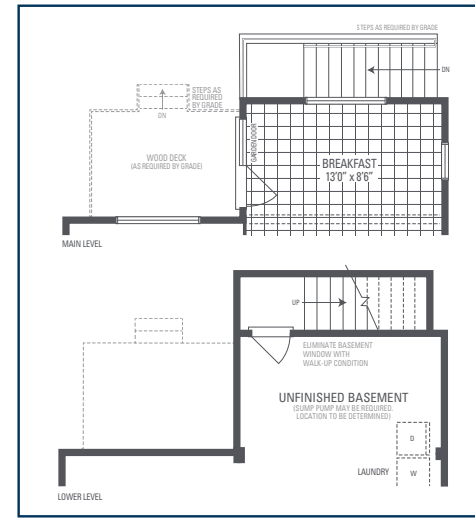 STEPS AS REQUIRED BY GRADE
DN
STEPS AS
REQUIRED
BY GRADE
DN
GARDEN DOOR
WOOD DECK
(AS REQUIRED BY GRADE)
BREAKFAST
13'0" x 8'6"
MAIN LEVEL
UP
ELIMINATE BASEMENT
WINDOW WITH
WALK-UP CONDITION
UNFINISHED BASEMENT
(SUMP PUMP MAY BE REQUIRED.
LOCATION TO BE DETERMINED)
D
LAUNDRY
W
LOWER LEVEL